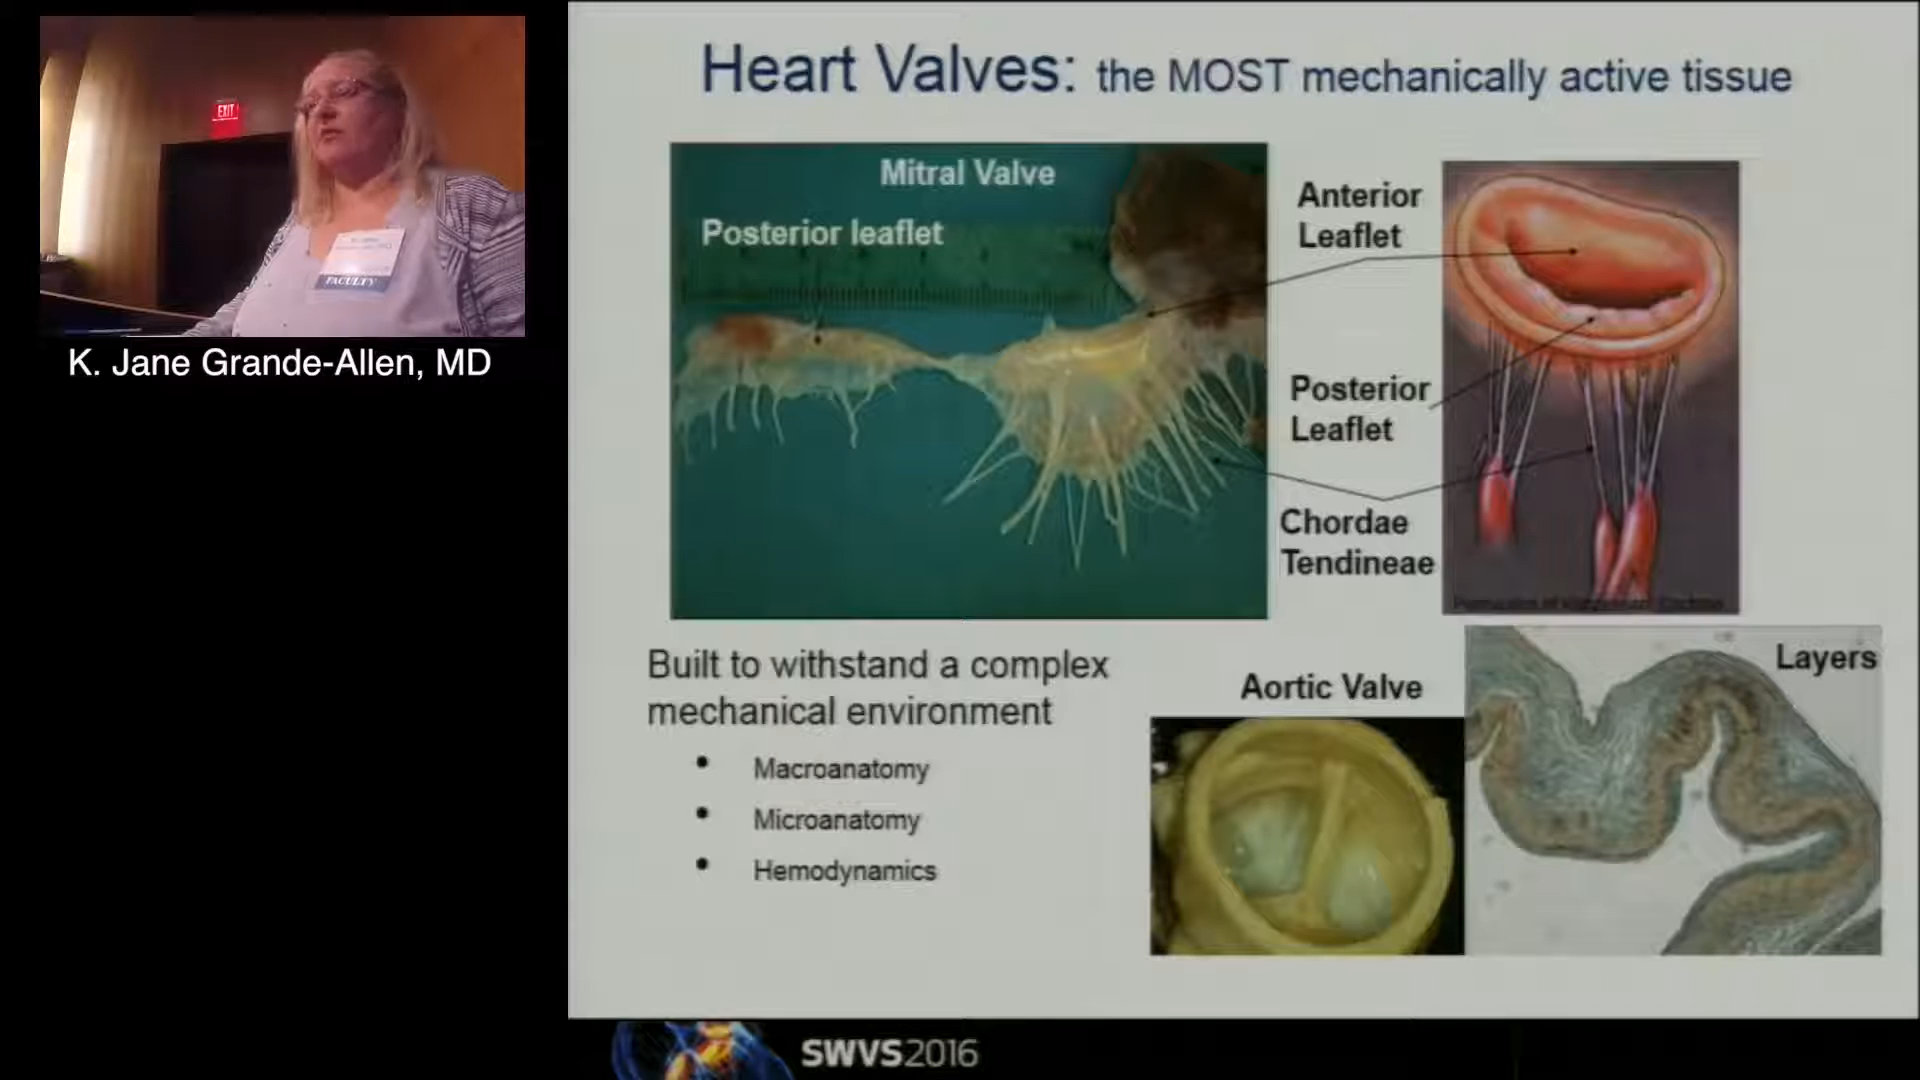 EXIT
FACULTY
K. Jane Grande-Allen, MD
Heart Valves: the MOST mechanically active tissue
Mitral Valve
Posterior leaflet
Anterior
Leaflet
Posterior
Leaflet
Chordae
Tendineae
Built to withstand a complex
mechanical environment
• Macroanatomy
• Microanatomy
• Hemodynamics
Aortic Valve
Layers
SWVS2016